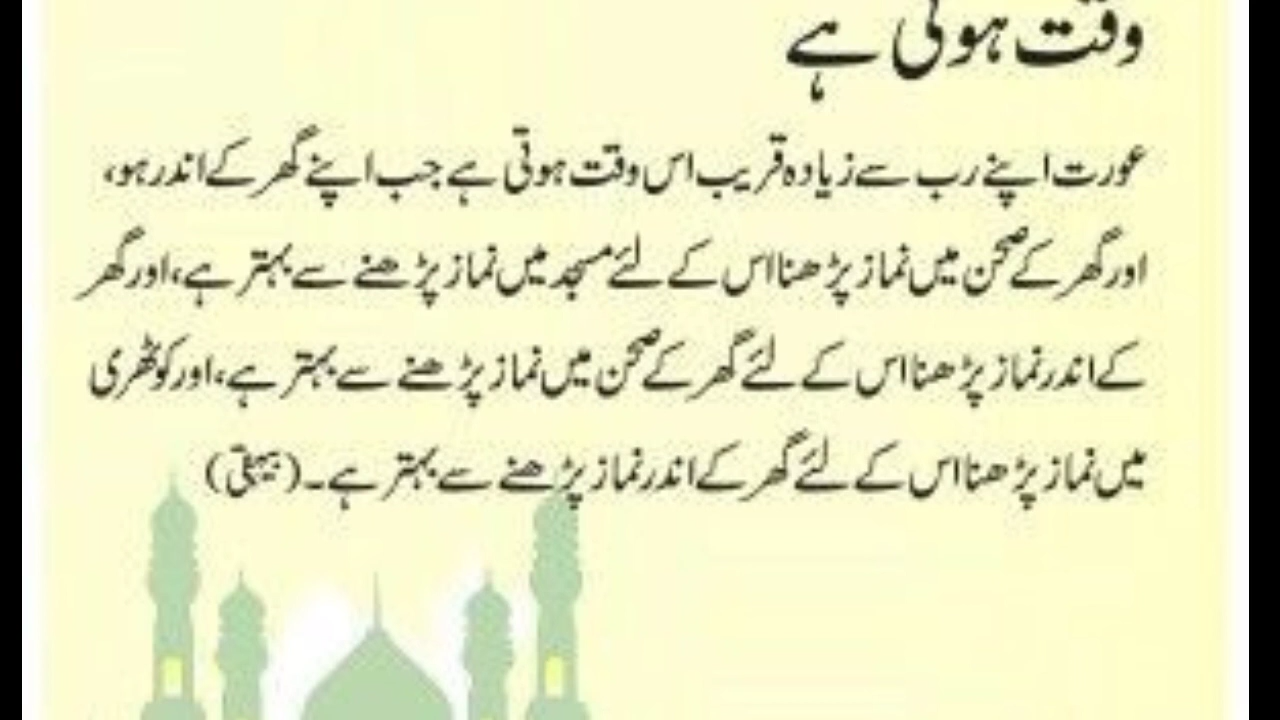 وقت ہوتی ہے
عورت اپنے رب سے زیادہ قریب اس وقت ہوتی ہے جب اپنے گھر کے اندر ہو،
اور گھر کے صحن میں نماز پڑھنا اس کے لئے مسجد میں نماز پڑھنے سے بہتر ہے، اور گھر
کے اندر نماز پڑھنا اس کے لئے گھر کے صحن میں نماز پڑھنے سے بہتر ہے، اور کوٹھری
میں نماز پڑھنا اس کے لئے گھر کے اندر نماز پڑھنے سے بہتر ہے۔ (بیہقی)